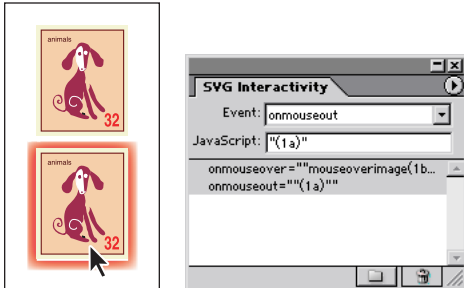 animals
32
animals
32
SVG Interactivity
Event: onmouseout
JavaScript: "(1a)"
onmouseover=""mouseoverimage(1b...
onmouseout=""(1a)""